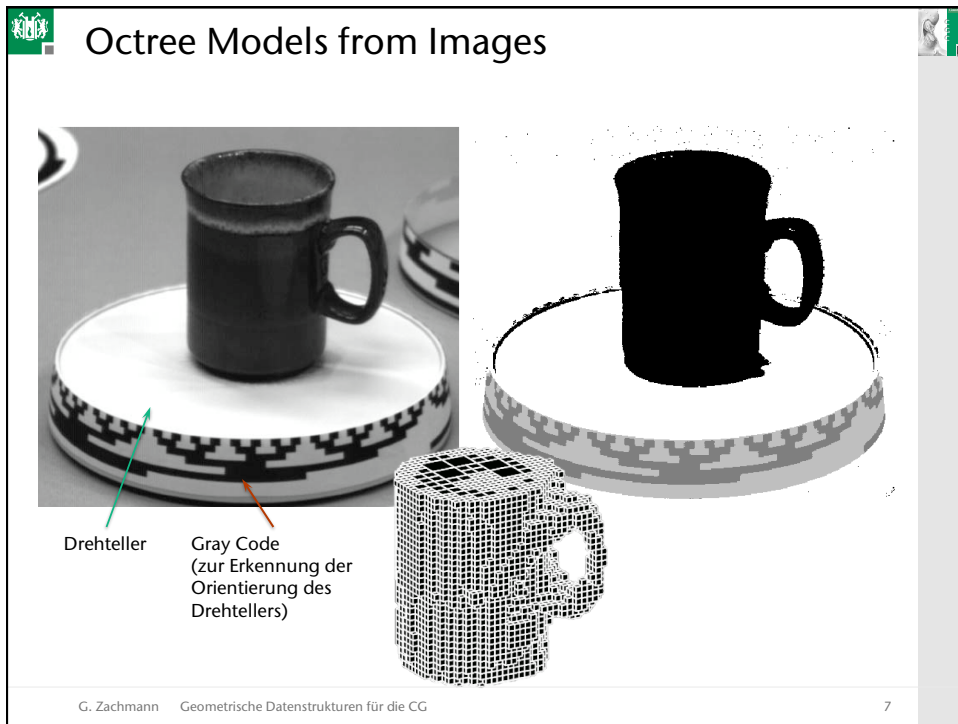 Octree Models from Images
Drehteller
Gray Code
(zur Erkennung der
Orientierung des
Drehtellers)
G. Zachmann Geometrische Datenstrukturen für die CG 7